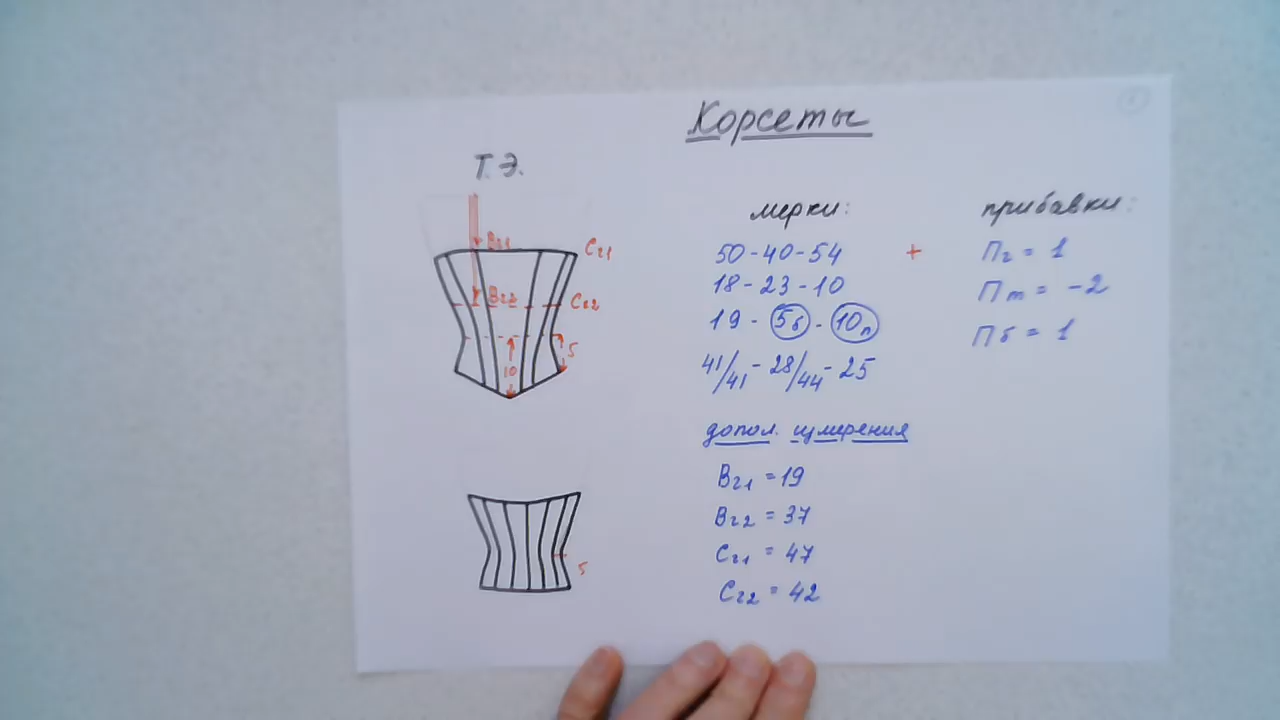 Корсеты
Т.Э.
Вг1
Сг1
Вг2
Сг2
10
5
5
мерки:
50-40-54
18-23-10
19-5б-10п
41/41-28/44-25
+
прибавки:
Пг = 1
Пт = -2
Пб = 1
допол. измерения
Вг1 = 19
Вг2 = 37
Сг1 = 47
Сг2 = 42